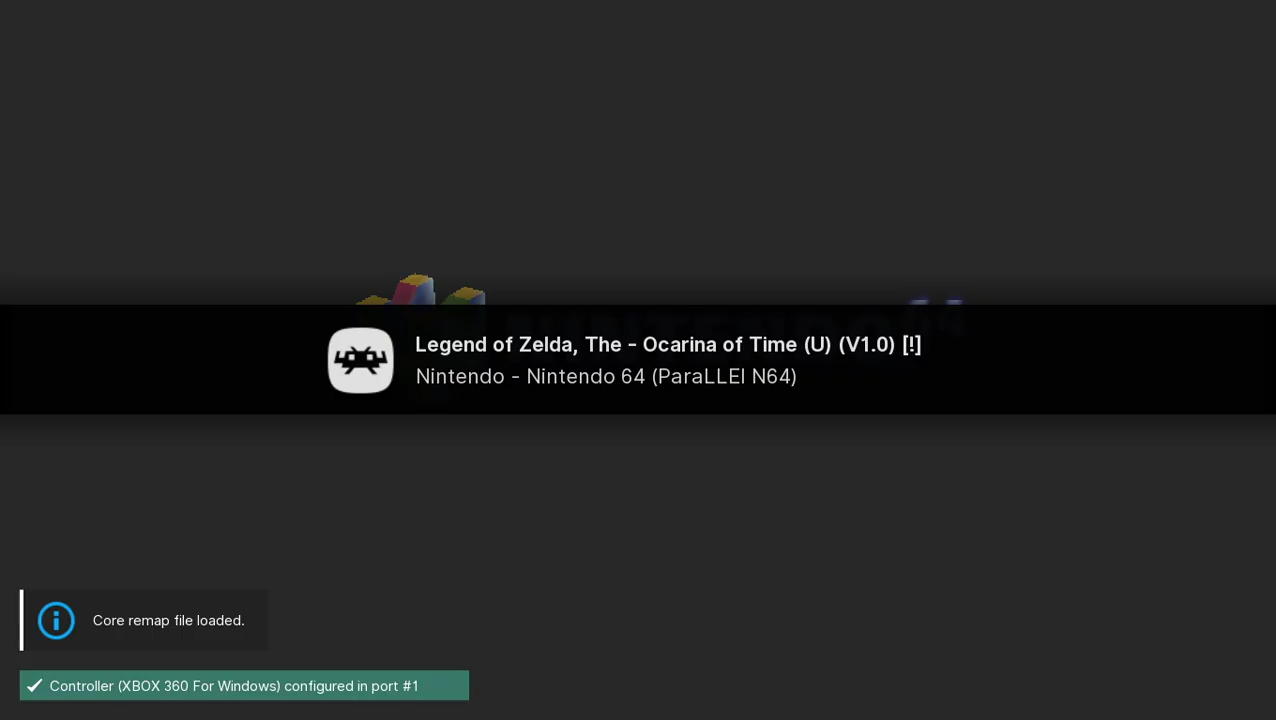 Legend of Zelda, The - Ocarina of Time (U) (V1.0) [!]
Nintendo - Nintendo 64 (ParaLLEl N64)
Core remap file loaded.
Controller (XBOX 360 For Windows) configured in port #1